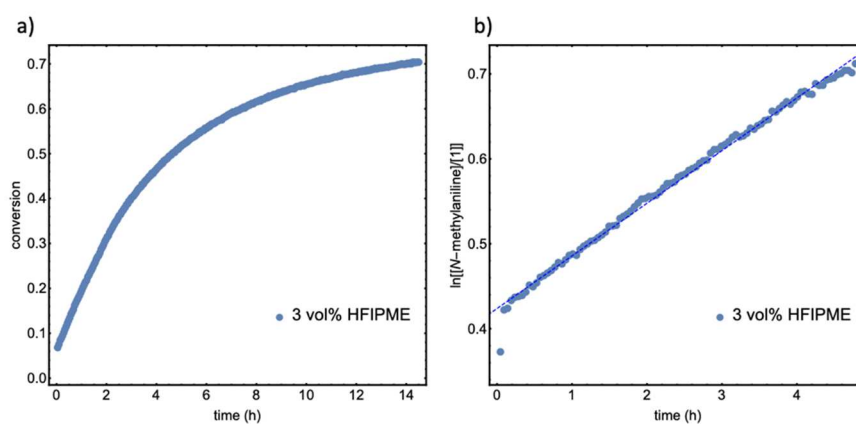 a)
0.7
0.6
0.5
0.4
0.3
0.2
0.1
0.0
conversion
3 vol% HFIPME
0 2 4 6 8 10 12 14
time (h)
b)
0.7
0.6
0.5
0.4
ln[[N-methylaniline]/[1]]
3 vol% HFIPME
0 1 2 3 4
time (h)